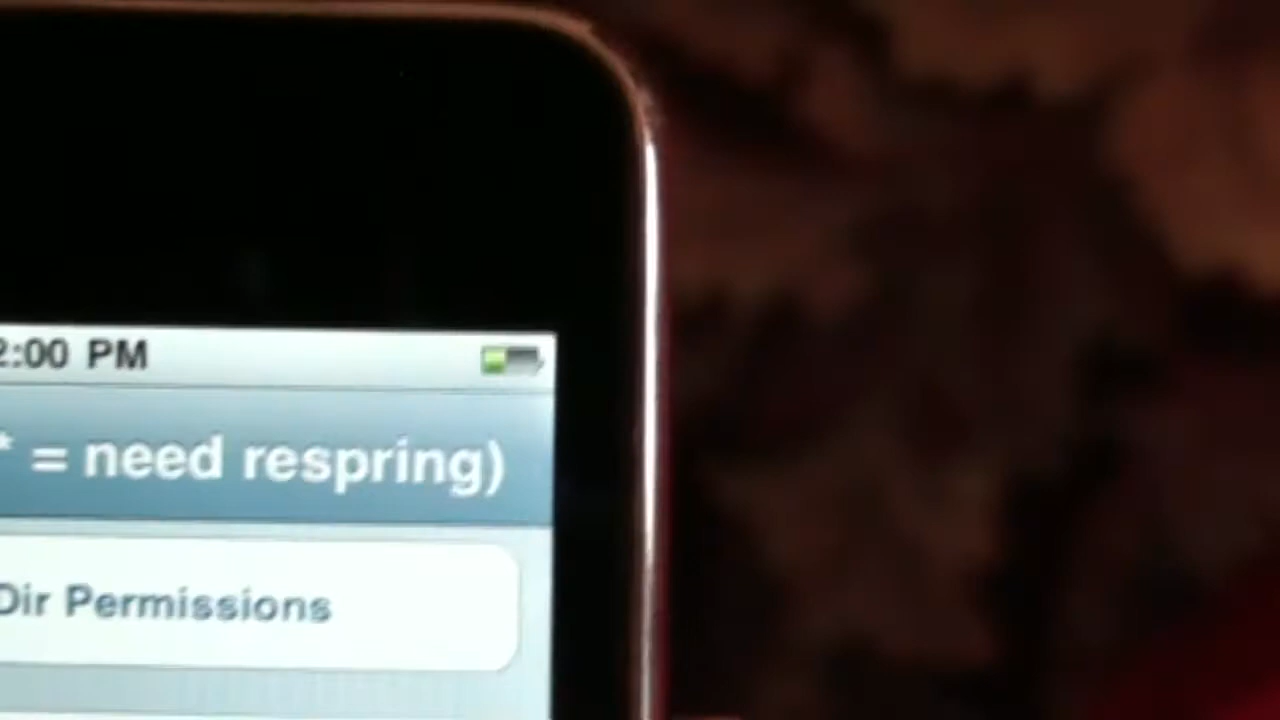 2:00 PM
* = need respring)
Dir Permissions